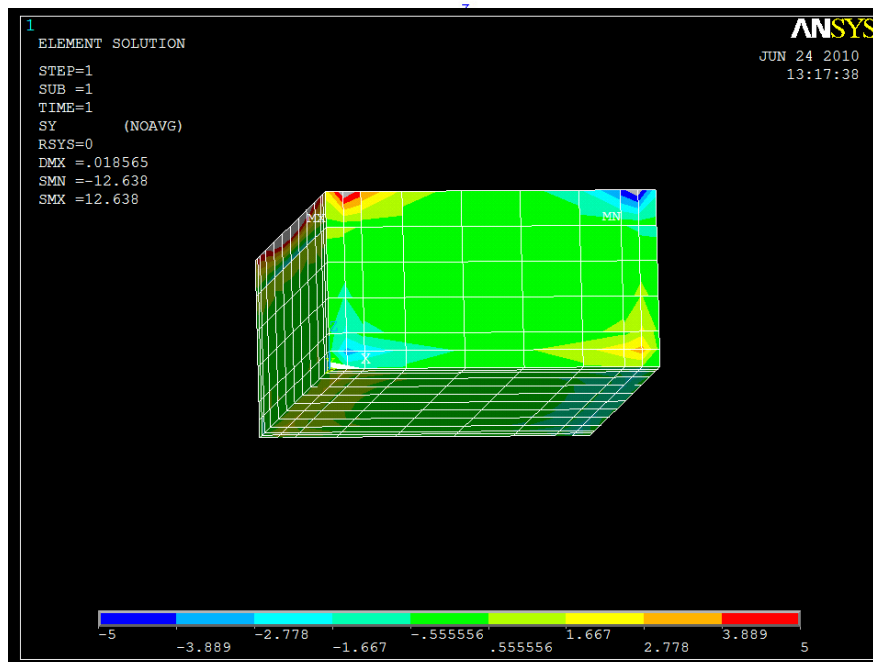 Z
1
ANSYS
ELEMENT SOLUTION
JUN 24 2010
13:17:38
STEP=1
SUB =1
TIME=1
SY (NOAVG)
RSYS=0
DMX =.018565
SMN =-12.638
SMX =12.638
MX
MN
X
-5 -2.778 -.555556 1.667 3.889
-3.889 -1.667 .555556 2.778 5